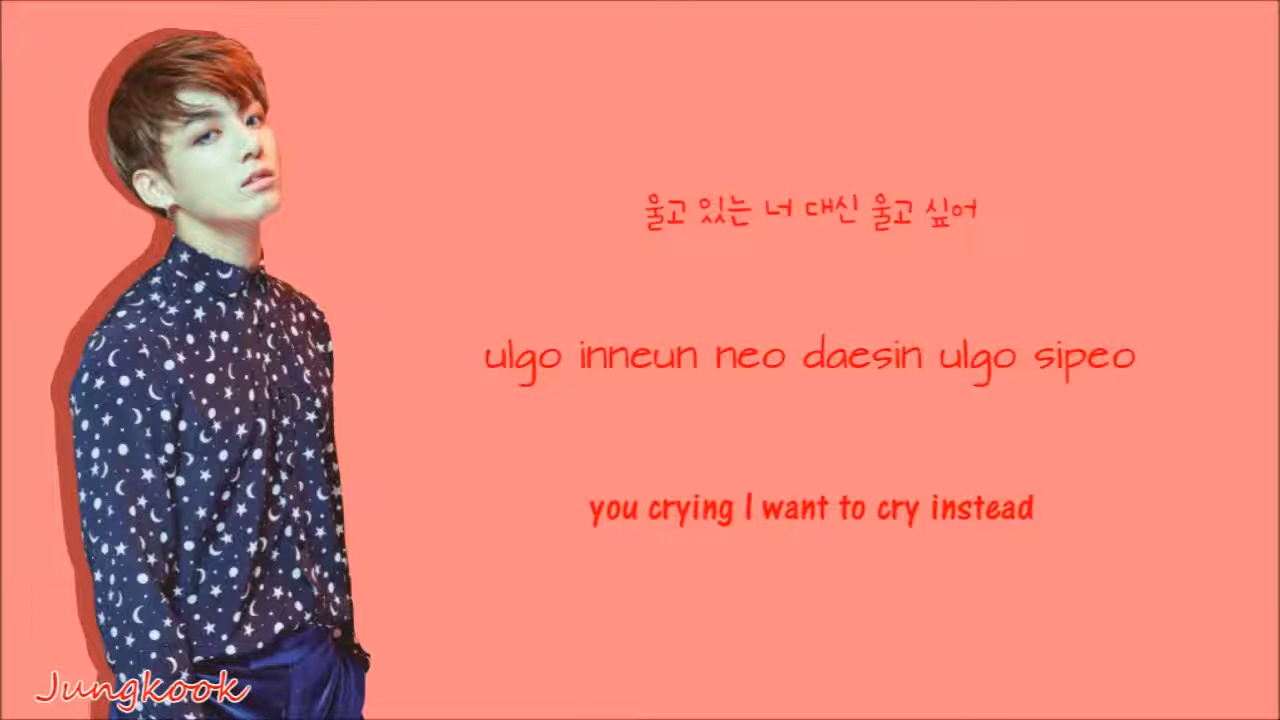 울고 있는 너 대신 울고 싶어
ulgo inneun neo daesin ulgo sipeo
you crying I want to cry instead
Jungkook